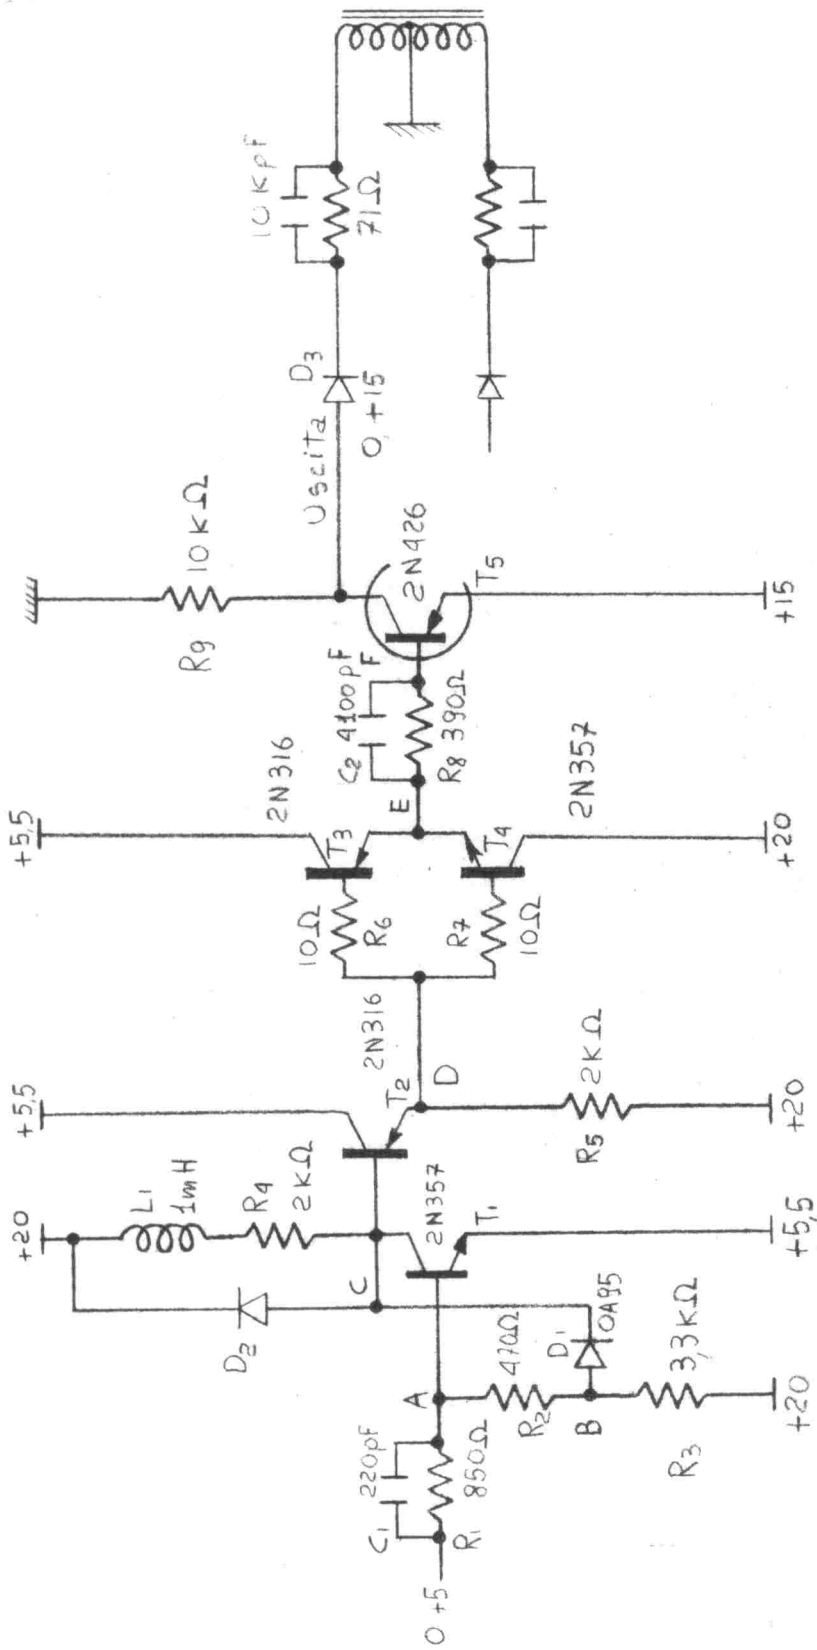 0 +5
C1
220pF
R1
850Ω
A
R2
470Ω
B
R3
3,3KΩ
+20
D1
OA95
D2
C
+20
L1
1mH
R4
2KΩ
2N357
T1
+5,5
+5,5
T2
2N316
D
R5
2KΩ
+20
10Ω
R6
R7
10Ω
+5,5
2N316
T3
T4
2N357
+20
E
C2 4100pF
R8 390Ω
F
R9
10KΩ
2N426
T5
+15
Uscita
D3
0, +15
10KpF
71Ω